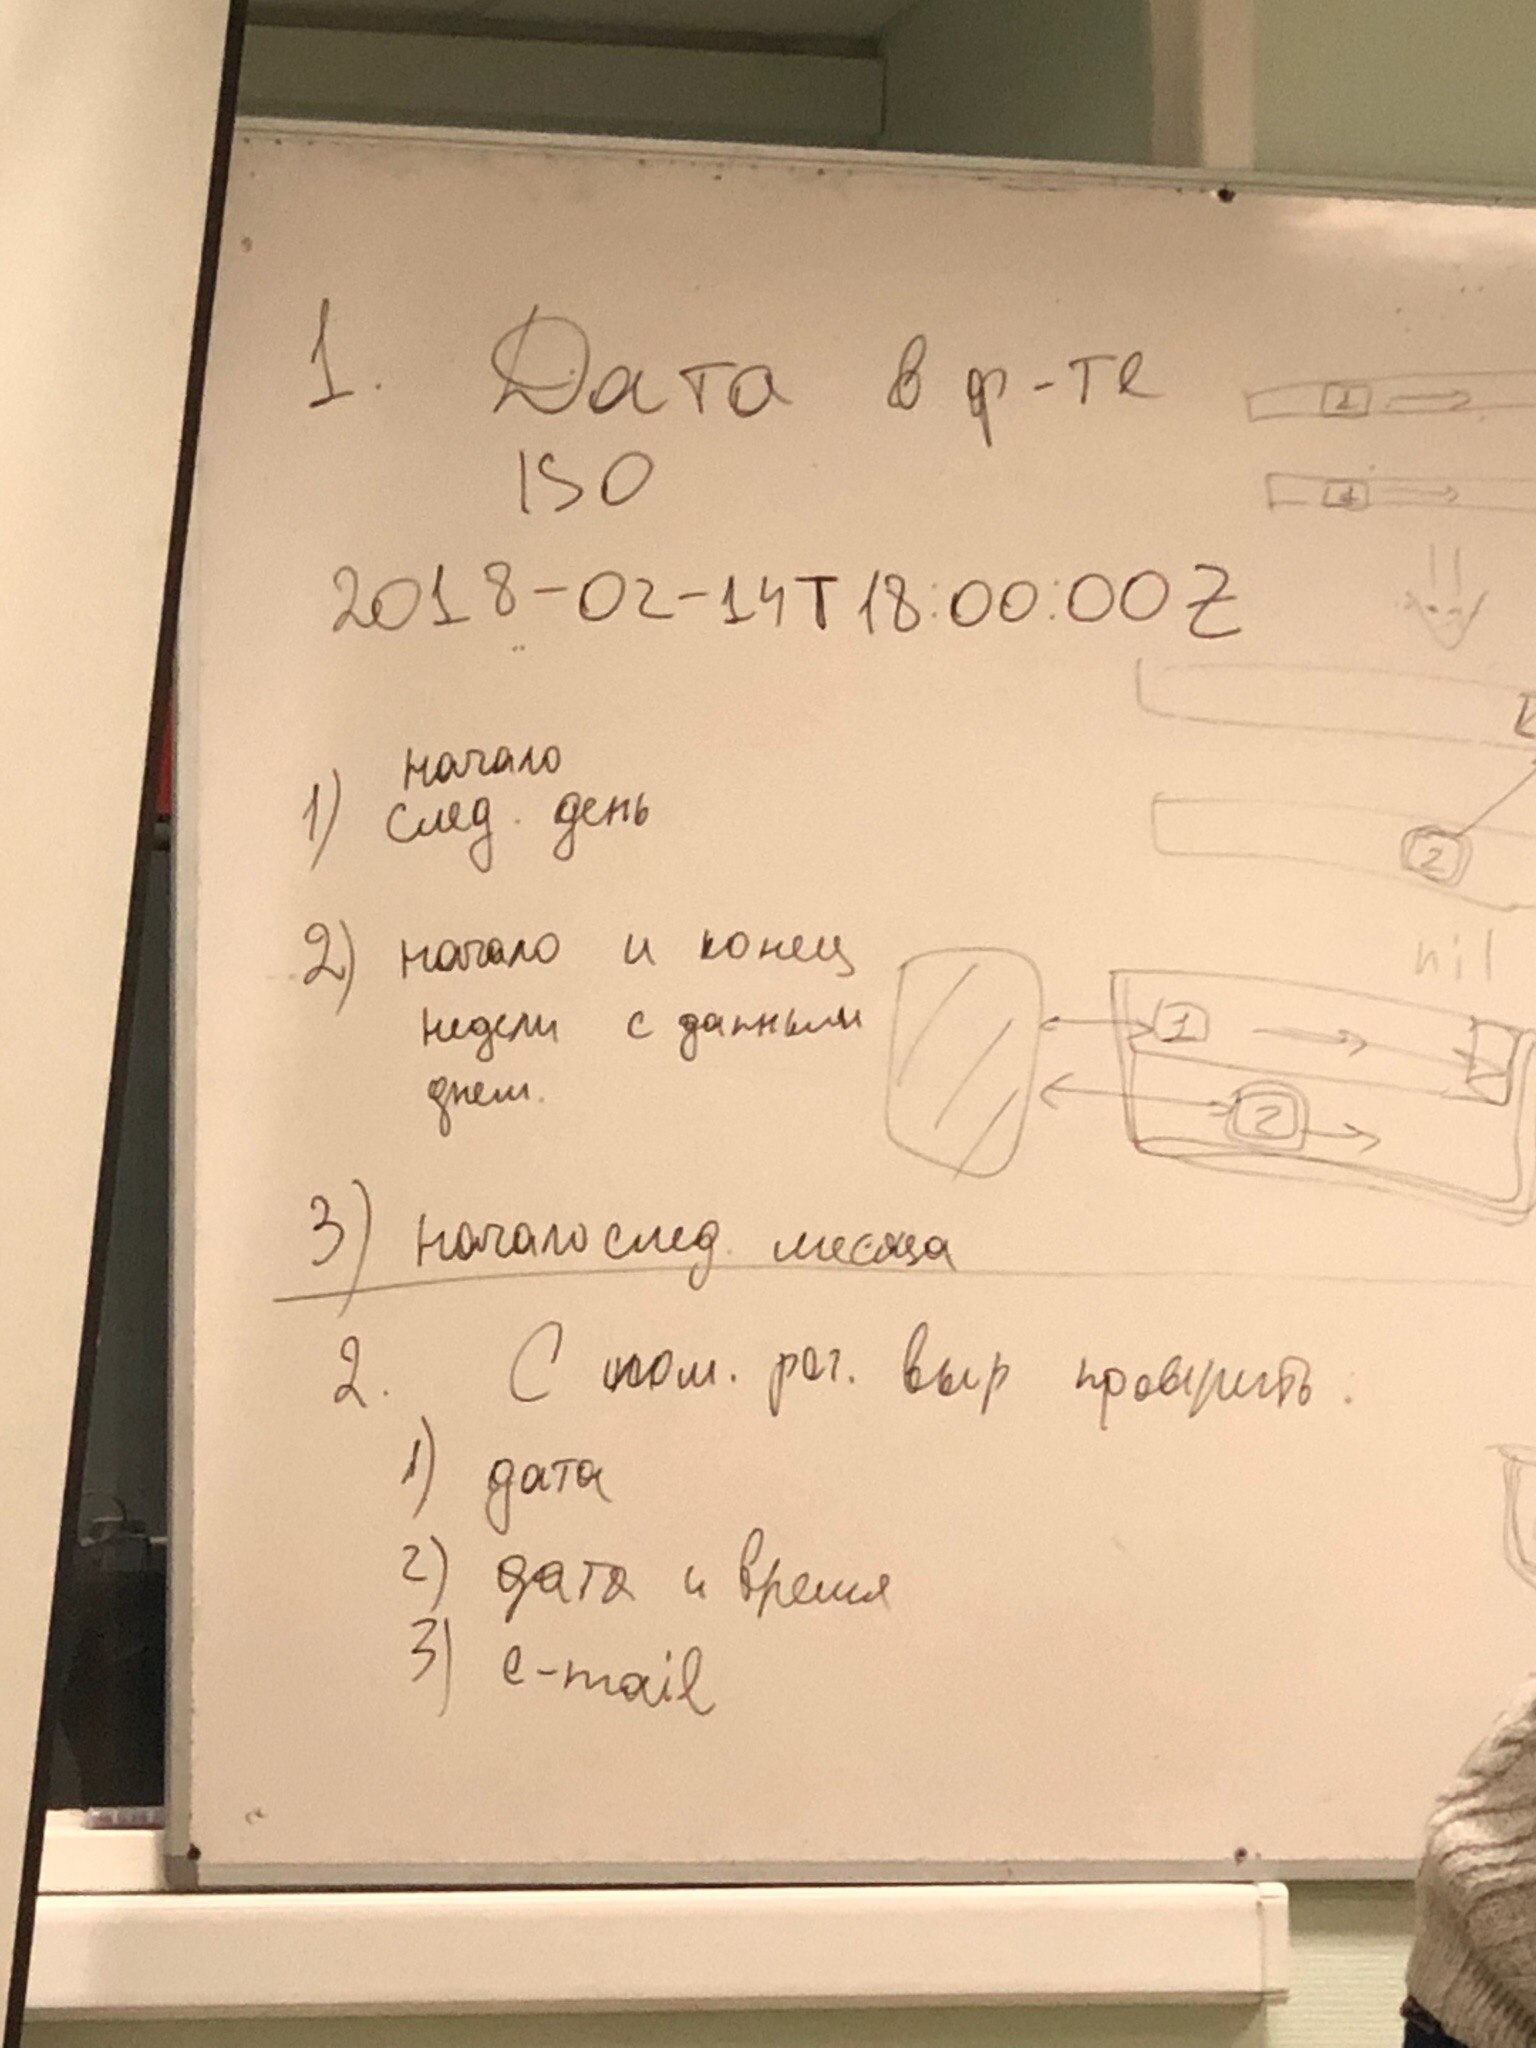 1. Дата в ф-те
ISO
2018-02-14T18:00:00Z
начало
1) след. день
2) начало и конец
недели с данным
днем.
3) начало след. месяца
2. С пом. рег. выр проверить.
1) дата
2) дата и время
3) e-mail
1
2
nil
1
2